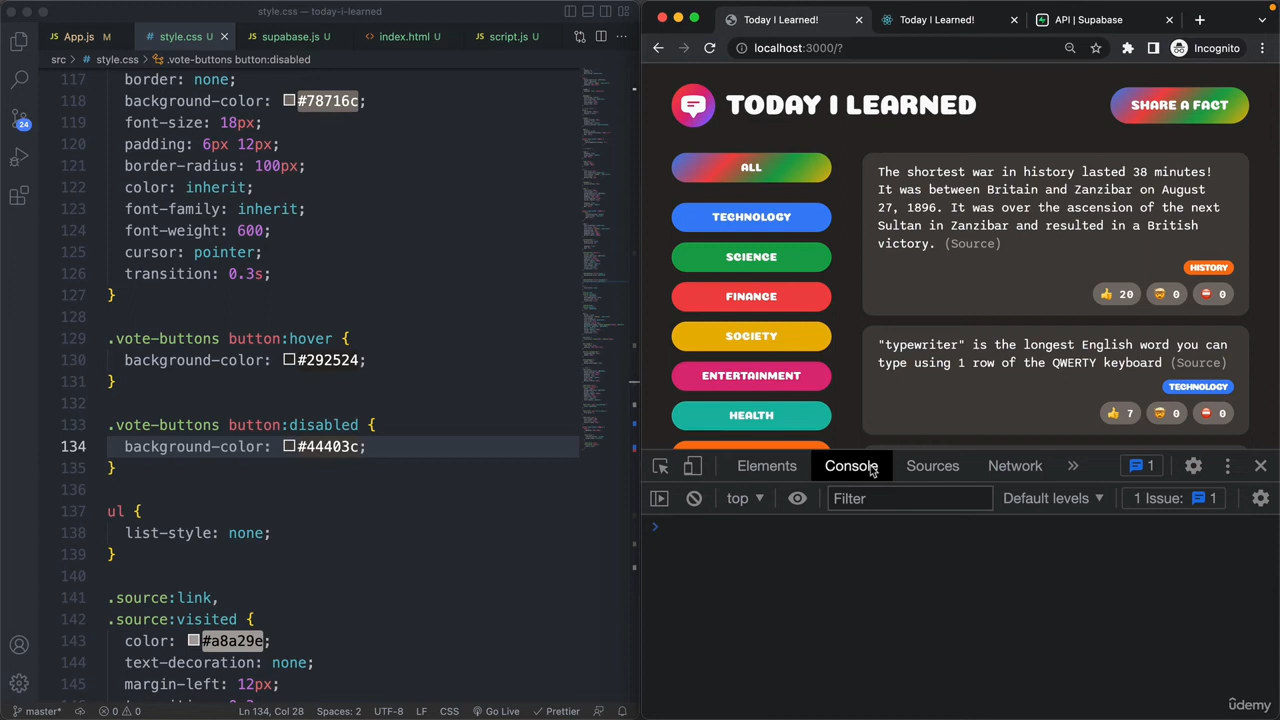 style.css — today-i-learned
App.js M
style.css U
supabase.js U
index.html U
script.js U
src > style.css > .vote-buttons button:disabled
117 border: none;
118 background-color: #78716c;
119 font-size: 18px;
120 padding: 6px 12px;
121 border-radius: 100px;
122 color: inherit;
123 font-family: inherit;
124 font-weight: 600;
125 cursor: pointer;
126 transition: 0.3s;
127 }
128
129 .vote-buttons button:hover {
130 background-color: #292524;
131 }
132
133 .vote-buttons button:disabled {
134 background-color: #44403c;
135 }
136
137 ul {
138 list-style: none;
139 }
140
141 .source:link,
142 .source:visited {
143 color: #a8a29e;
144 text-decoration: none;
145 margin-left: 12px;
24
master*
0 0
Ln 134, Col 28
Spaces: 2
UTF-8
LF
CSS
Go Live
Prettier
Today I Learned!
Today I Learned!
API | Supabase
localhost:3000/?
Incognito
TODAY I LEARNED
SHARE A FACT
ALL
TECHNOLOGY
SCIENCE
FINANCE
SOCIETY
ENTERTAINMENT
HEALTH
The shortest war in history lasted 38 minutes!
It was between Britain and Zanzibar on August
27, 1896. It was over the ascension of the next
Sultan in Zanzibar and resulted in a British
victory. (Source)
HISTORY
👍 20 🤯 0 ⛔️ 0
"typewriter" is the longest English word you can
type using 1 row of the QWERTY keyboard (Source)
TECHNOLOGY
👍 7 🤯 0 ⛔️ 0
Elements
Console
Sources
Network
1
top
Filter
Default levels
1 Issue: 1
udemy